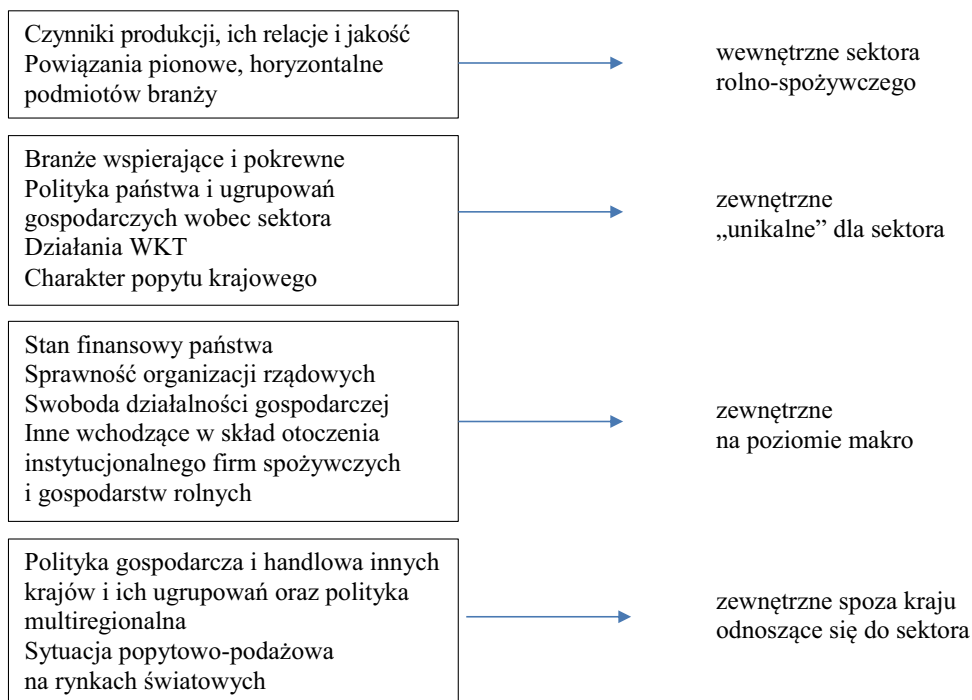 Czynniki produkcji, ich relacje i jakość
Powiązania pionowe, horyzontalne
podmiotów branży
wewnętrzne sektora
rolno-spożywczego
Branże wspierające i pokrewne
Polityka państwa i ugrupowań
gospodarczych wobec sektora
Działania WKT
Charakter popytu krajowego
zewnętrzne
„unikalne” dla sektora
Stan finansowy państwa
Sprawność organizacji rządowych
Swoboda działalności gospodarczej
Inne wchodzące w skład otoczenia
instytucjonalnego firm spożywczych
i gospodarstw rolnych
zewnętrzne
na poziomie makro
Polityka gospodarcza i handlowa innych
krajów i ich ugrupowań oraz polityka
multiregionalna
Sytuacja popytowo-podażowa
na rynkach światowych
zewnętrzne spoza kraju
odnoszące się do sektora